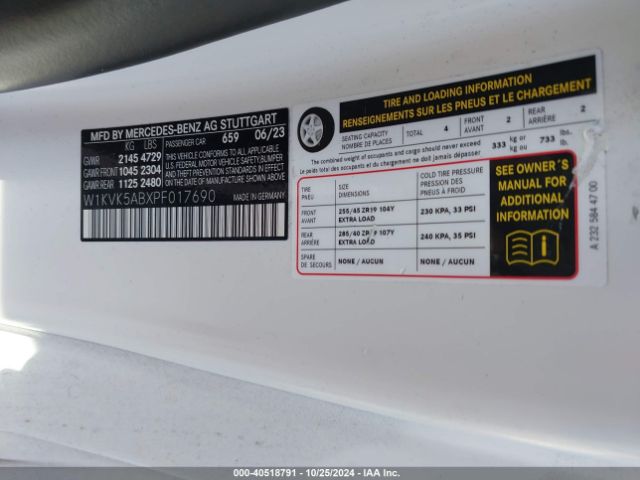 MFD BY MERCEDES-BENZ AG STUTTGART
KG LBS PASSENGER CAR 659 06/23
GVWR 2145 4729
GAWR FRONT 1045 2304
GAWR REAR 1125 2480
THIS VEHICLE CONFORMS TO ALL APPLICABLE
U.S. FEDERAL MOTOR VEHICLE SAFETY, BUMPER
AND THEFT PREVENTION STANDARDS
IN EFFECT ON THE DATE OF
MANUFACTURE SHOWN ABOVE
W1KVK5ABXPF017690
TIRE AND LOADING INFORMATION
RENSEIGNEMENTS SUR LES PNEUS ET LE CHARGEMENT
SEATING CAPACITY
NOMBRE DE PLACES
TOTAL 4
FRONT
AVANT 2
REAR
ARRIÈRE 2
The combined weight of occupants and cargo should never exceed 333 kg or 733 lbs.
Le poids total des occupants et du chargement ne doit jamais dépasser kg ou lb.
TIRE
PNEU
SIZE
DIMENSIONS
COLD TIRE PRESSURE
PRESSION DES PNEUS
À FROID
FRONT
AVANT
255/45 ZR19 104Y
EXTRA LOAD
230 KPA, 33 PSI
REAR
ARRIÈRE
285/40 107Y
EXTRA LOAD
240 KPA, 35 PSI
SPARE
DE SECOURS
NONE / AUCUN
NONE / AUCUN
SEE OWNER'S
MANUAL FOR
ADDITIONAL
INFORMATION
A 232 584 47 00
000-40518791 - 10/25/2024 - IAA Inc.